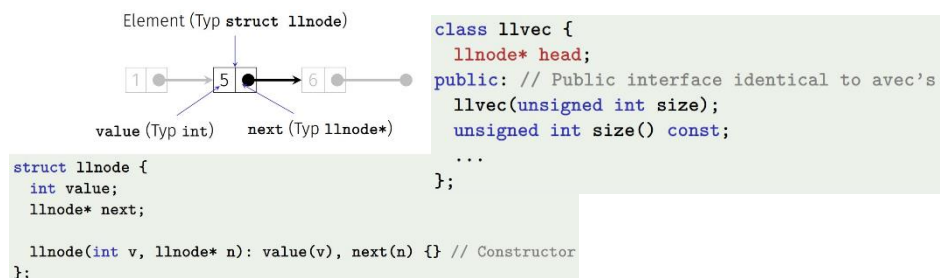 Element (Typ struct llnode)
1 5 6
value (Typ int) next (Typ llnode*)
struct llnode {
int value;
llnode* next;
llnode(int v, llnode* n): value(v), next(n) {} // Constructor
};
class llvec {
llnode* head;
public: // Public interface identical to avec's
llvec(unsigned int size);
unsigned int size() const;
...
};